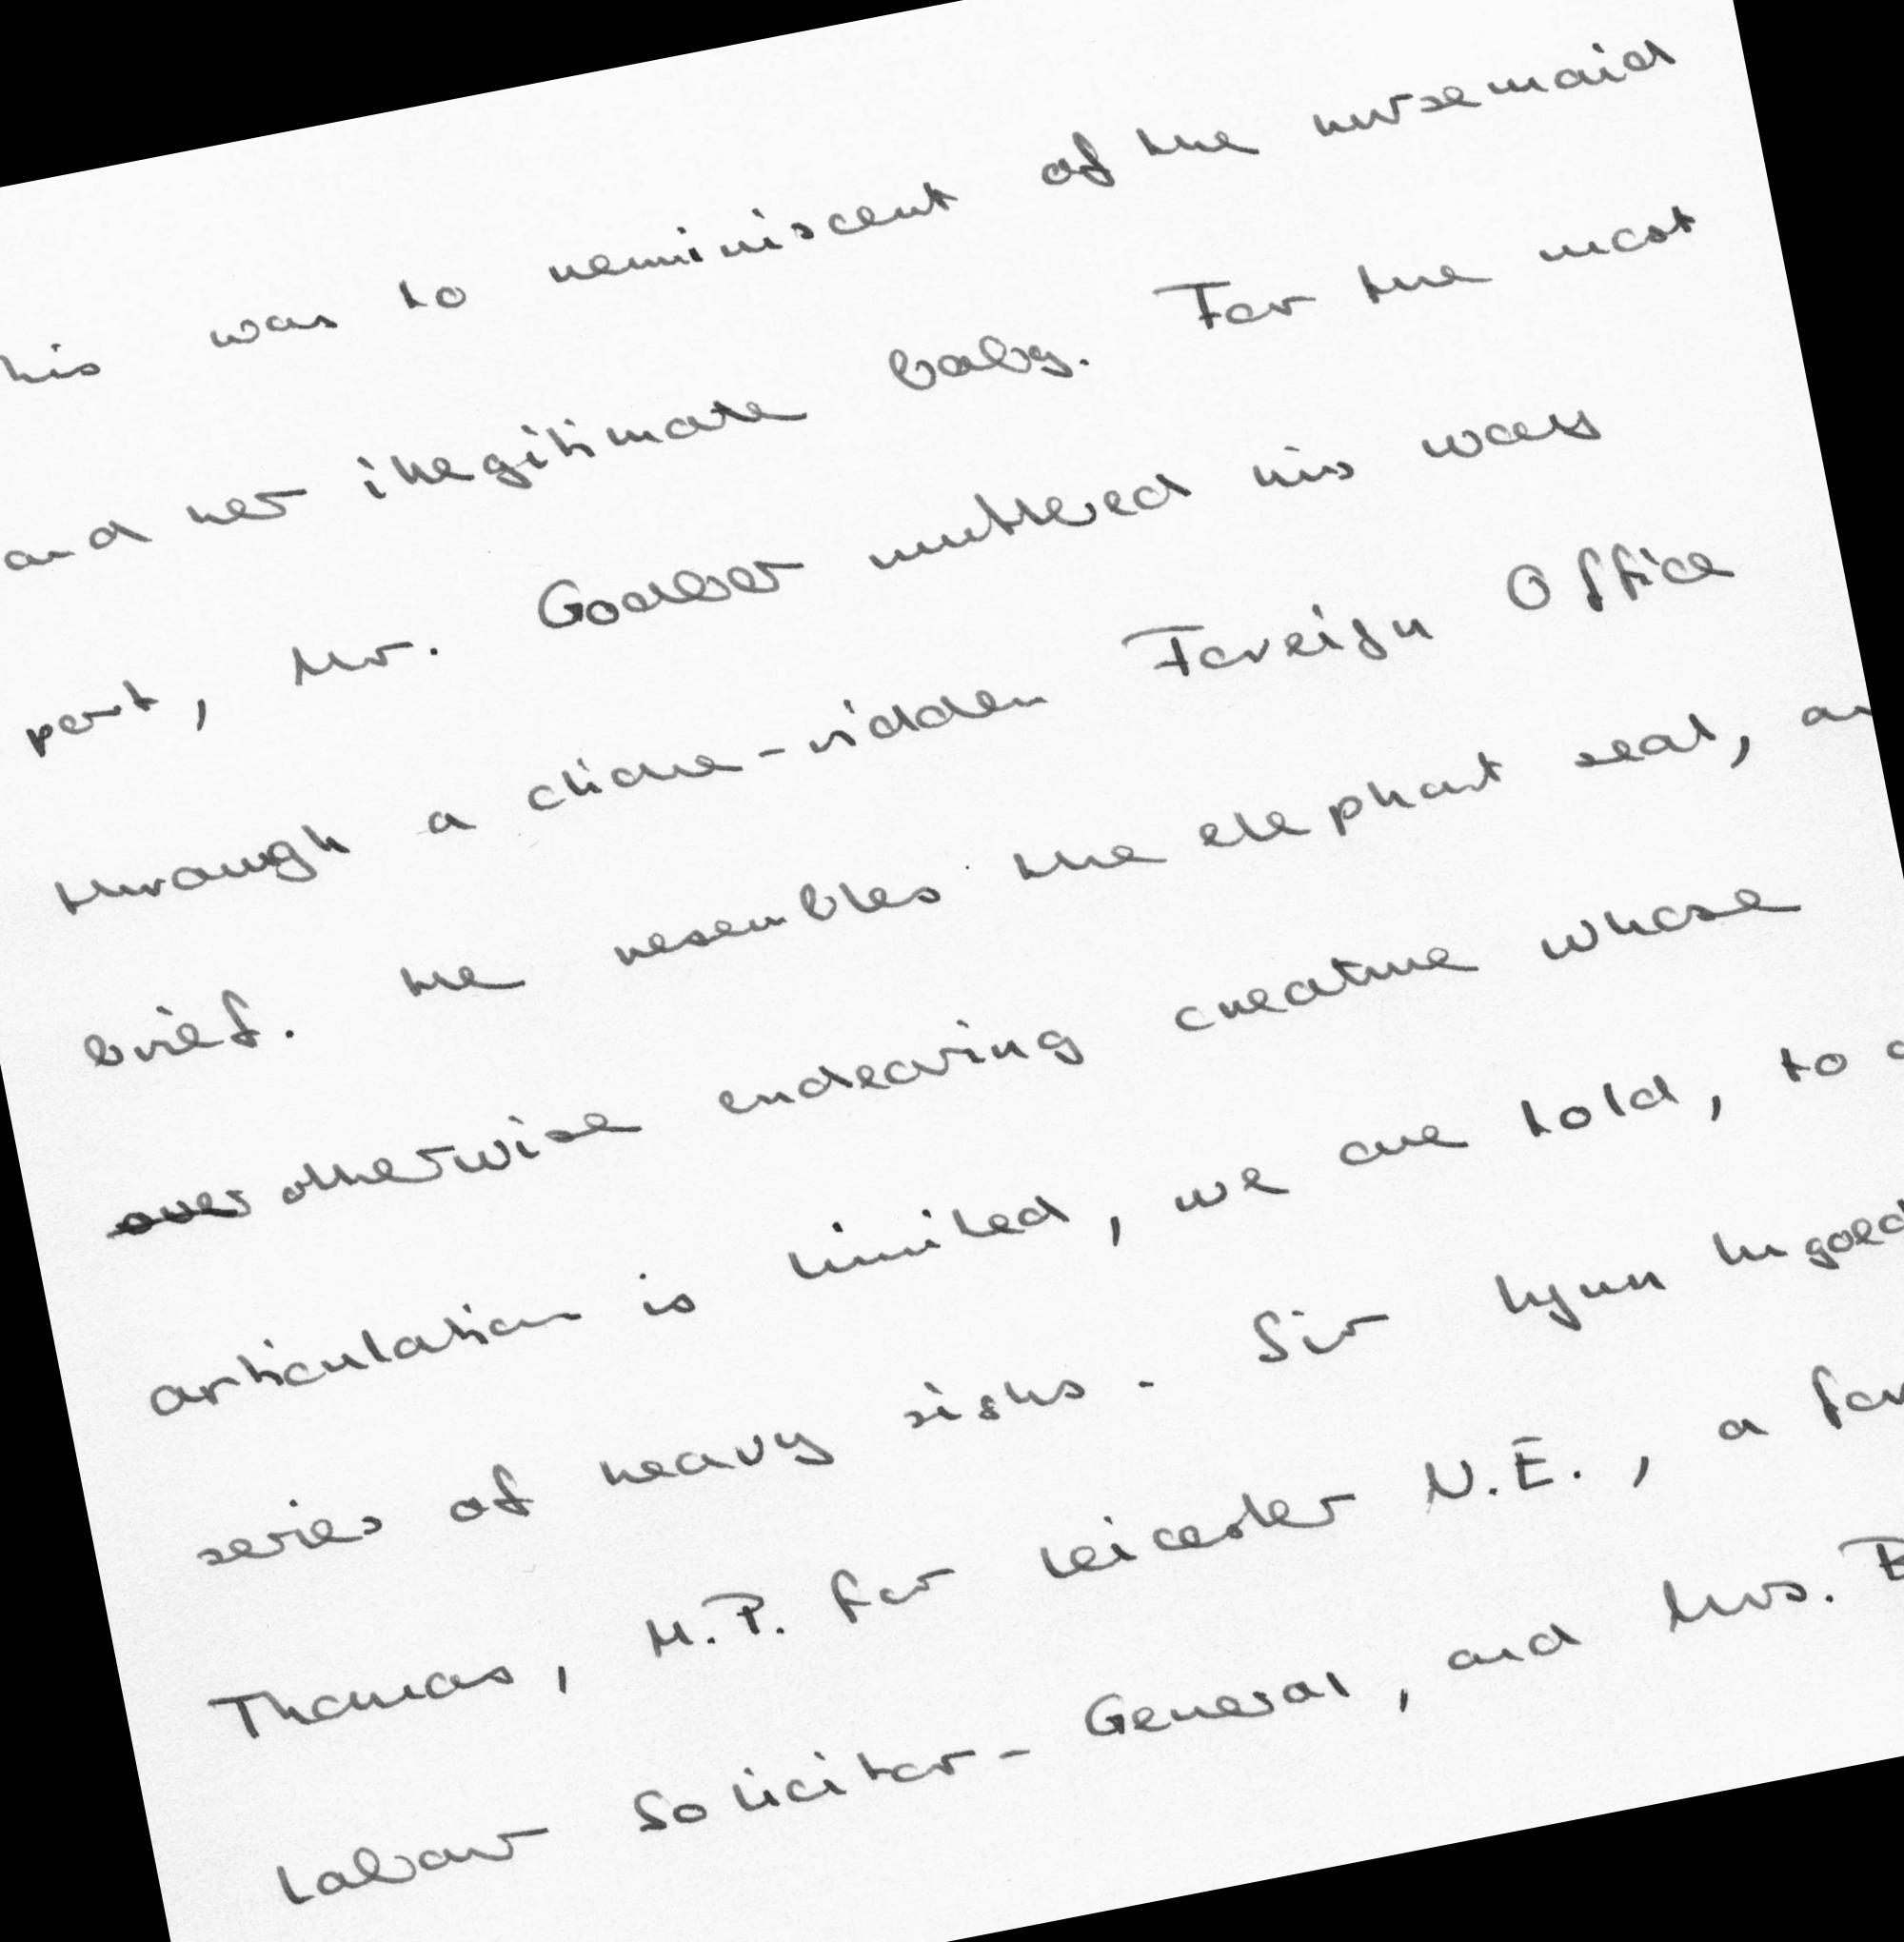 his was to reminiscent of the nursemaid
and her illegitimate baby. For the most
part, Mr. Godber muttered his way
through a cliche-ridden Foreign Office
brief. He resembles the elephant seal, an
otherwise endearing creature whose
articulation is limited, we are told, to a
series of heavy sighs. Sir Lynn Ungoed
Thomas, M.P. for Leicester N.E., a for
Labour Solicitor-General, and Mrs. B